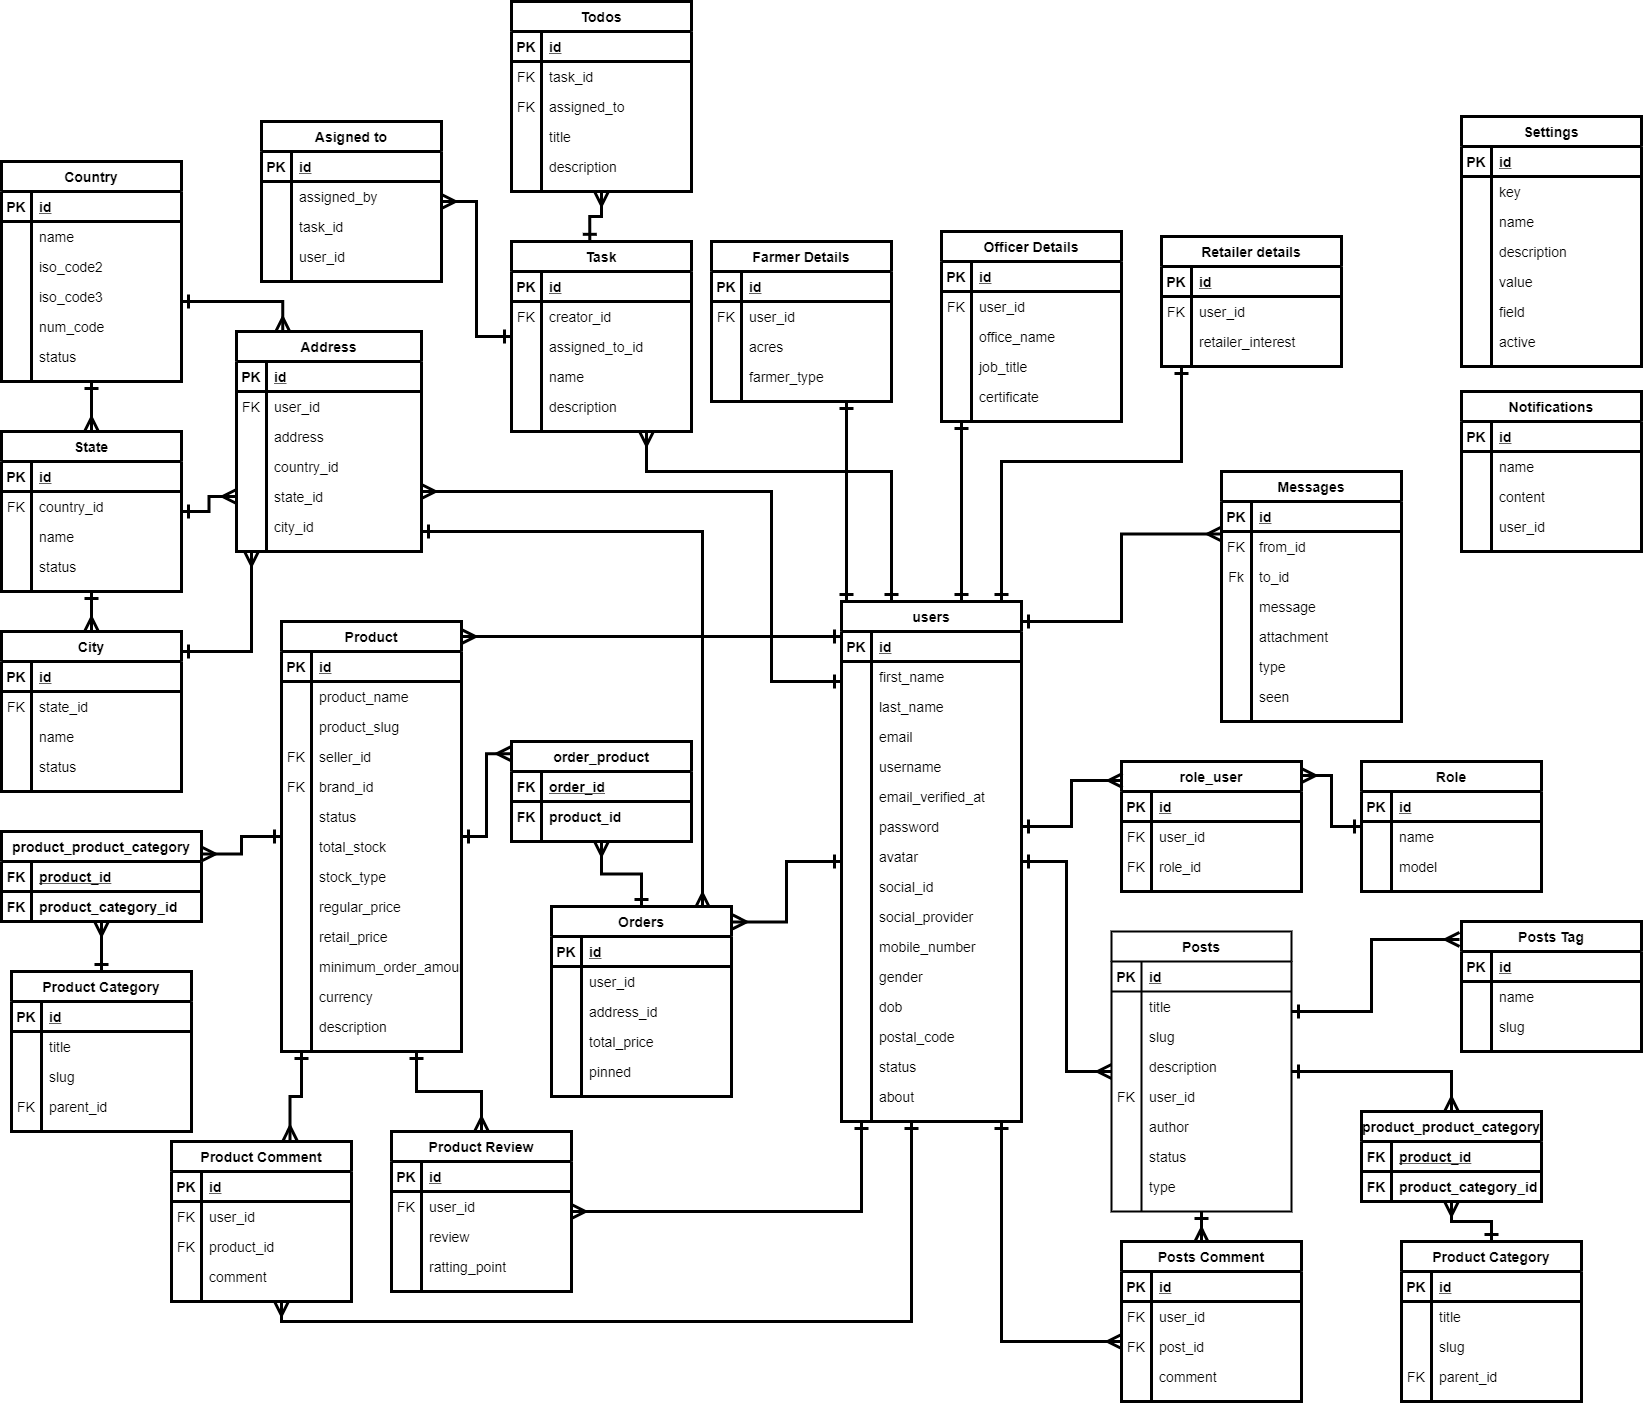 Todos
PK id
FK task_id
FK assigned_to
title
description
Asigned to
PK id
assigned_by
task_id
user_id
Country
PK id
name
iso_code2
iso_code3
num_code
status
Task
PK id
FK creator_id
assigned_to_id
name
description
Farmer Details
PK id
FK user_id
acres
farmer_type
Officer Details
PK id
FK user_id
office_name
job_title
certificate
Retailer details
PK id
FK user_id
retailer_interest
Settings
PK id
key
name
description
value
field
active
Address
PK id
FK user_id
address
country_id
state_id
city_id
State
PK id
FK country_id
name
status
Notifications
PK id
name
content
user_id
Messages
PK id
FK from_id
Fk to_id
message
attachment
type
seen
City
PK id
FK state_id
name
status
Product
PK id
product_name
product_slug
FK seller_id
FK brand_id
status
total_stock
stock_type
regular_price
retail_price
minimum_order_amou
currency
description
users
PK id
first_name
last_name
email
username
email_verified_at
password
avatar
social_id
social_provider
mobile_number
gender
dob
postal_code
status
about
order_product
FK order_id
FK product_id
role_user
PK id
FK user_id
FK role_id
Role
PK id
name
model
product_product_category
FK product_id
FK product_category_id
Orders
PK id
user_id
address_id
total_price
pinned
Posts
PK id
title
slug
description
FK user_id
author
status
type
Posts Tag
PK id
name
slug
Product Category
PK id
title
slug
FK parent_id
product_product_category
FK product_id
FK product_category_id
Product Comment
PK id
FK user_id
FK product_id
comment
Product Review
PK id
FK user_id
review
ratting_point
Posts Comment
PK id
FK user_id
FK post_id
comment
Product Category
PK id
title
slug
FK parent_id